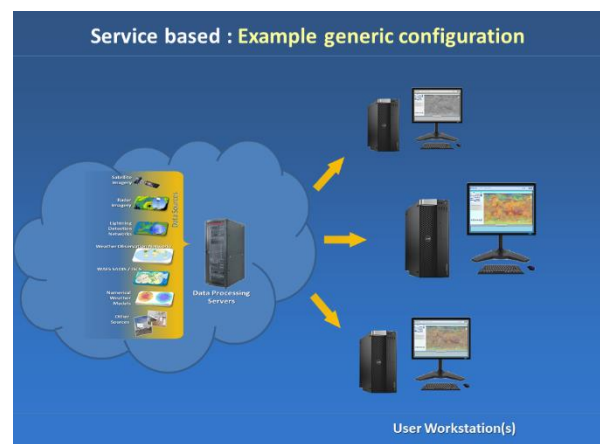 Service based : Example generic configuration
Satellite
Imagery
Radar
Imagery
Lightning
Detection
Networks
Weather Observation Networks
Numerical
Weather
Models
Other
Sources
Data Sources
Data Processing
Servers
User Workstation(s)